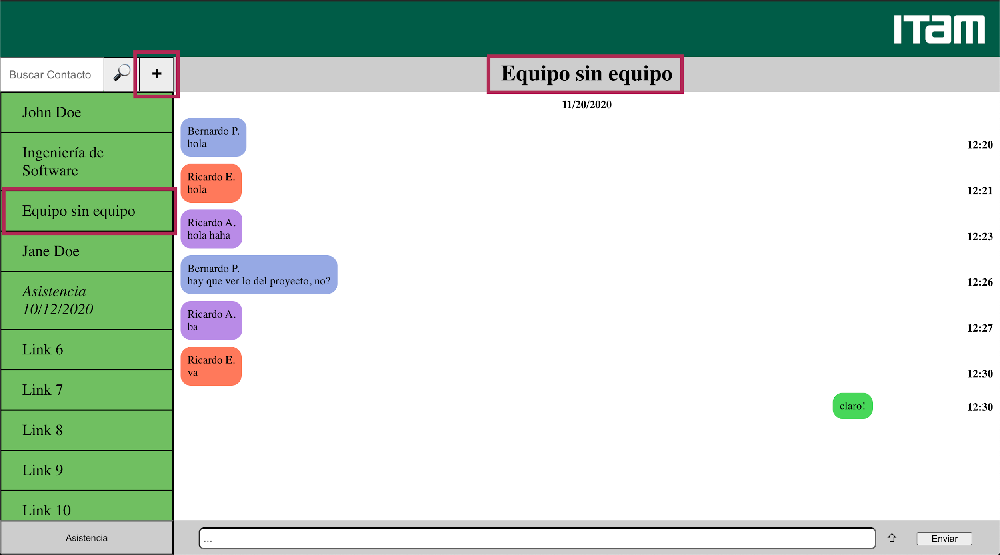 ITAM
Buscar Contacto
+
Equipo sin equipo
John Doe
Ingeniería de
Software
Equipo sin equipo
Jane Doe
Asistencia
10/12/2020
Link 6
Link 7
Link 8
Link 9
Link 10
Asistencia
11/20/2020
Bernardo P.
hola
12:20
Ricardo E.
hola
12:21
Ricardo A.
hola haha
12:23
Bernardo P.
hay que ver lo del proyecto, no?
12:26
Ricardo A.
ba
12:27
Ricardo E.
va
12:30
claro!
12:30
...
Enviar